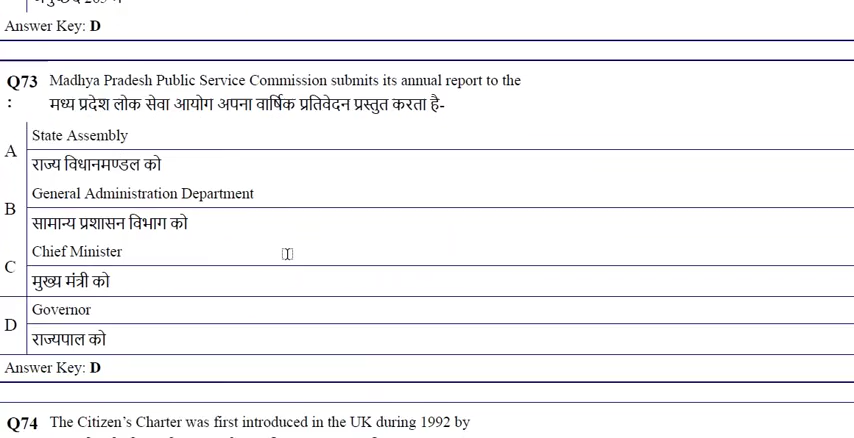 Answer Key: D
Q73 Madhya Pradesh Public Service Commission submits its annual report to the
: मध्य प्रदेश लोक सेवा आयोग अपना वार्षिक प्रतिवेदन प्रस्तुत करता है-
A State Assembly
राज्य विधानमण्डल को
B General Administration Department
सामान्य प्रशासन विभाग को
C Chief Minister
मुख्य मंत्री को
D Governor
राज्यपाल को
Answer Key: D
Q74 The Citizen's Charter was first introduced in the UK during 1992 by